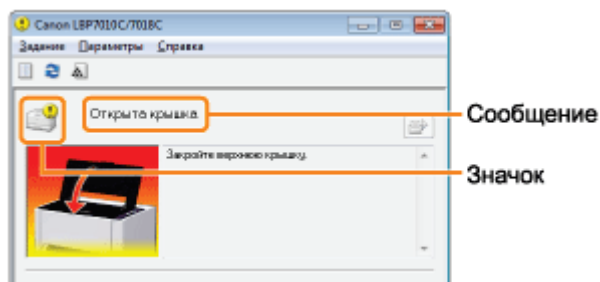 Canon LBP7010C/7018C
Задание Параметры Справка
Открыта крышка
Сообщение
Закройте верхнюю крышку.
Значок